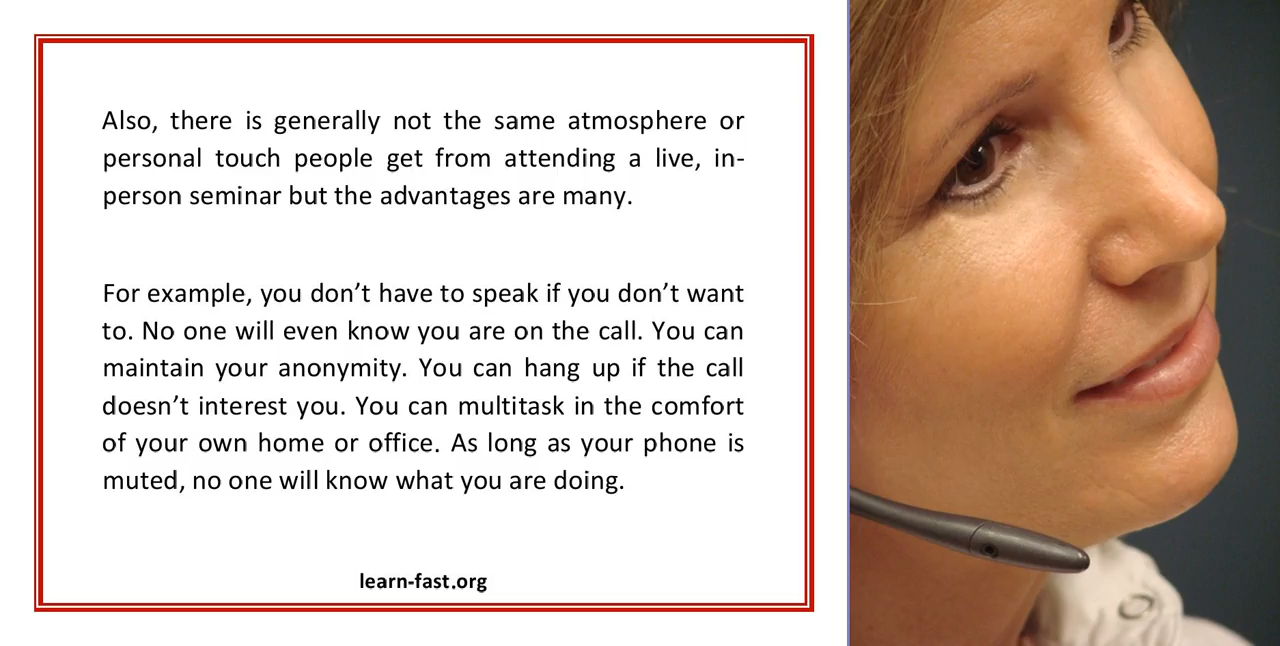 Also, there is generally not the same atmosphere or
personal touch people get from attending a live, in-
person seminar but the advantages are many.
For example, you don’t have to speak if you don’t want
to. No one will even know you are on the call. You can
maintain your anonymity. You can hang up if the call
doesn’t interest you. You can multitask in the comfort
of your own home or office. As long as your phone is
muted, no one will know what you are doing.
learn-fast.org